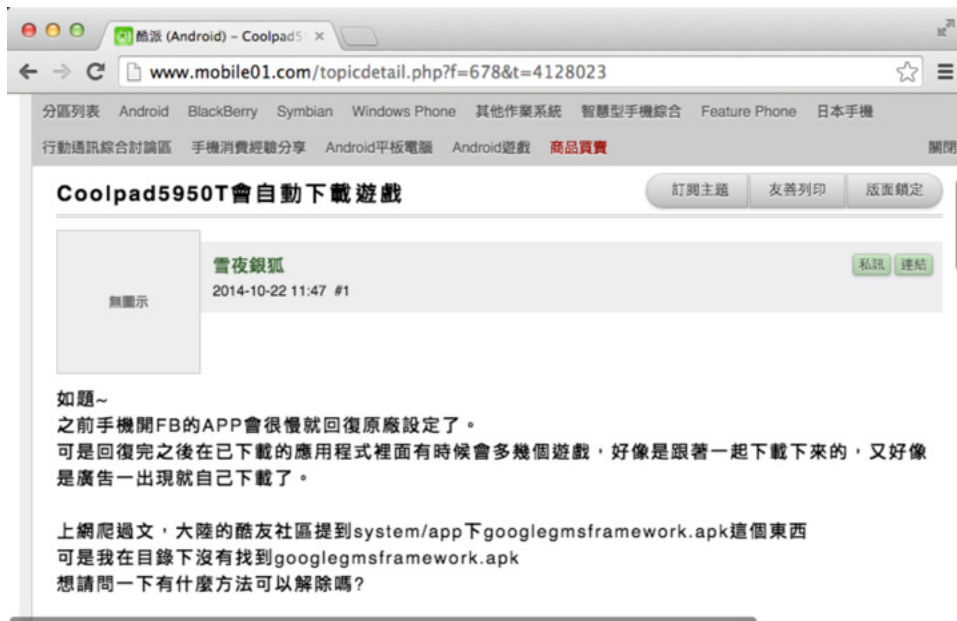 酷派 (Android) – Coolpad5
www.mobile01.com/topicdetail.php?f=678&t=4128023
分區列表 Android BlackBerry Symbian Windows Phone 其他作業系統 智慧型手機綜合 Feature Phone 日本手機
行動通訊綜合討論區 手機消費經驗分享 Android平板電腦 Android遊戲 商品買賣 關閉
Coolpad5950T會自動下載遊戲 訂閱主題 友善列印 版面鎖定
雪夜銀狐 私訊 連結
2014-10-22 11:47 #1
無圖示
如題~
之前手機開FB的APP會很慢就回復原廠設定了。
可是回復完之後在已下載的應用程式裡面有時候會多幾個遊戲，好像是跟著一起下載下來的，又好像
是廣告一出現就自己下載了。
上網爬過文，大陸的酷友社區提到system/app下googlegmsframework.apk這個東西
可是我在目錄下沒有找到googlegmsframework.apk
想請問一下有什麼方法可以解除嗎?